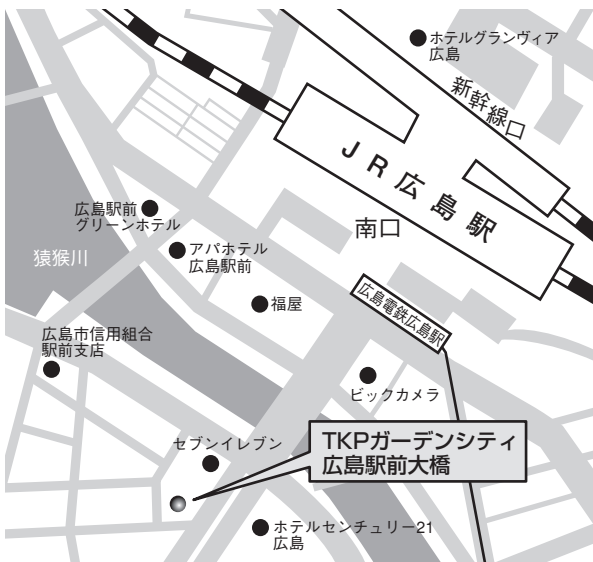 ホテルグランヴィア
広島
新幹線口
JR広島駅
南口
広島駅前
グリーンホテル
アパホテル
広島駅前
猿猴川
福屋
広島電鉄広島駅
広島市信用組合
駅前支店
ビックカメラ
セブンイレブン
TKPガーデンシティ
広島駅前大橋
ホテルセンチュリー21
広島